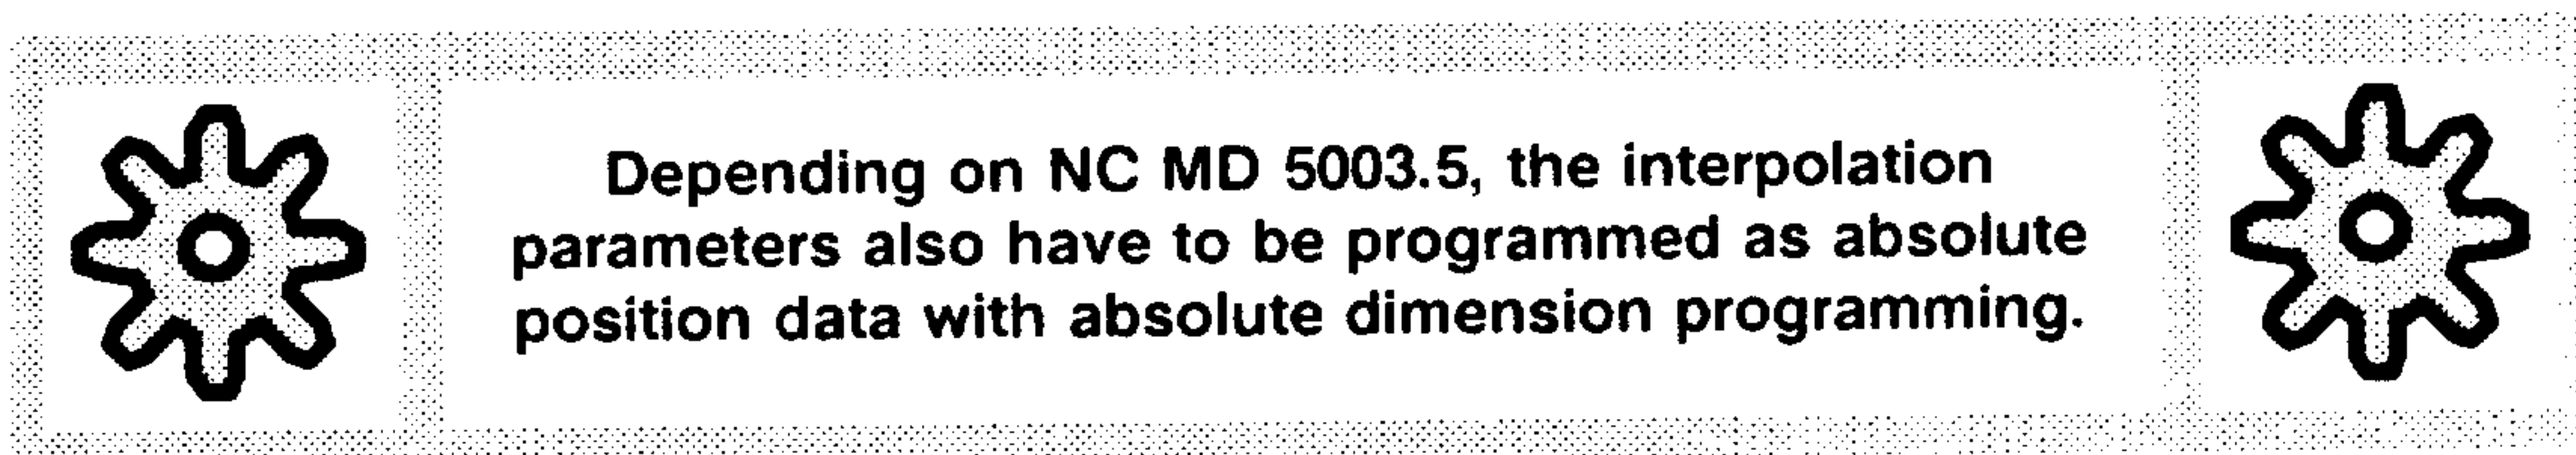 Depending on NC MD 5003.5, the interpolation
parameters also have to be programmed as absolute
position data with absolute dimension programming.